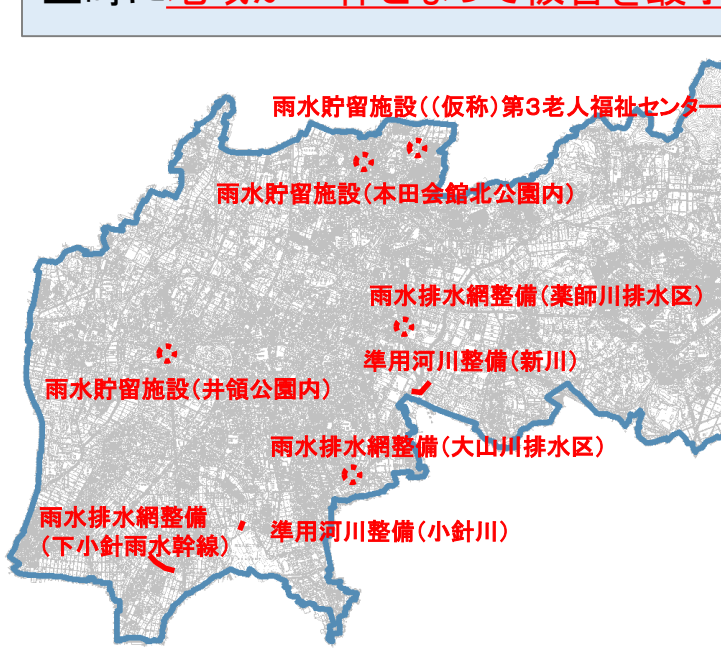 雨水貯留施設((仮称)第3老人福祉センター
雨水貯留施設(本田会館北公園内)
雨水排水網整備(薬師川排水区)
準用河川整備(新川)
雨水貯留施設(井領公園内)
雨水排水網整備(大山川排水区)
雨水排水網整備
(下小針雨水幹線)
準用河川整備(小針川)